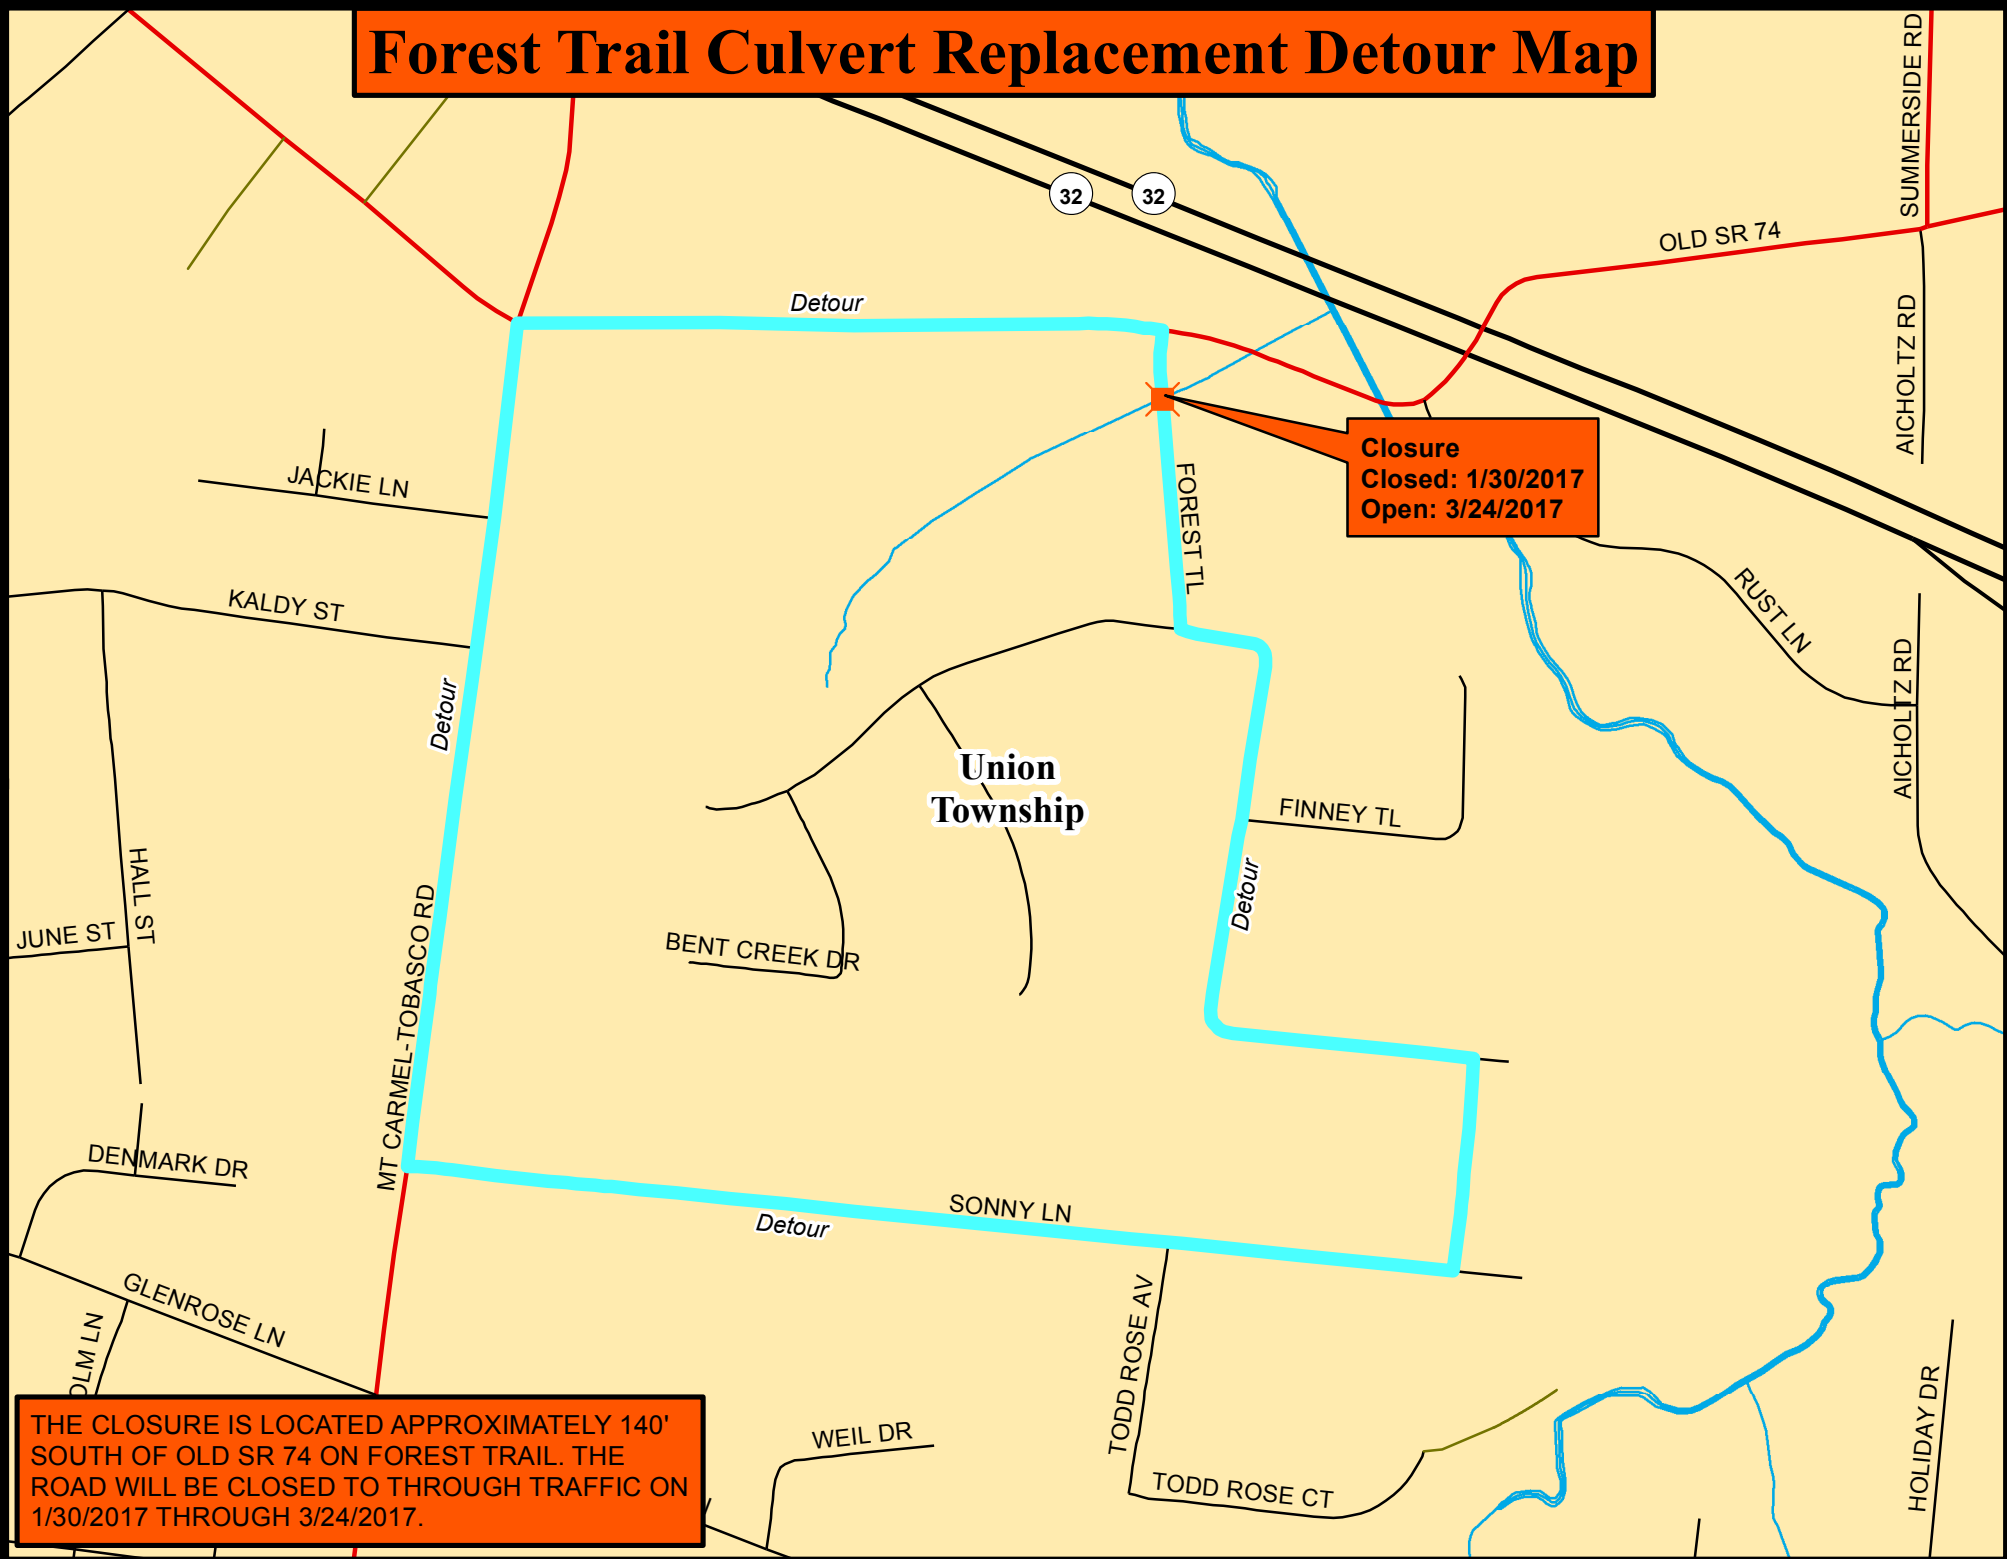 Forest Trail Culvert Replacement Detour Map
SUMMERSIDE RD
32
32
OLD SR 74
Detour
AICHOLTZ RD
Closure
Closed: 1/30/2017
Open: 3/24/2017
JACKIE LN
FOREST TL
KALDY ST
RUST LN
Detour
AICHOLTZ RD
Union
Township
FINNEY TL
HALL ST
Detour
JUNE ST
BENT CREEK DR
MT CARMEL-TOBASCO RD
DENMARK DR
SONNY LN
Detour
GLENROSE LN
OLM LN
TODD ROSE AV
HOLIDAY DR
THE CLOSURE IS LOCATED APPROXIMATELY 140'
SOUTH OF OLD SR 74 ON FOREST TRAIL. THE
ROAD WILL BE CLOSED TO THROUGH TRAFFIC ON
1/30/2017 THROUGH 3/24/2017.
WEIL DR
TODD ROSE CT